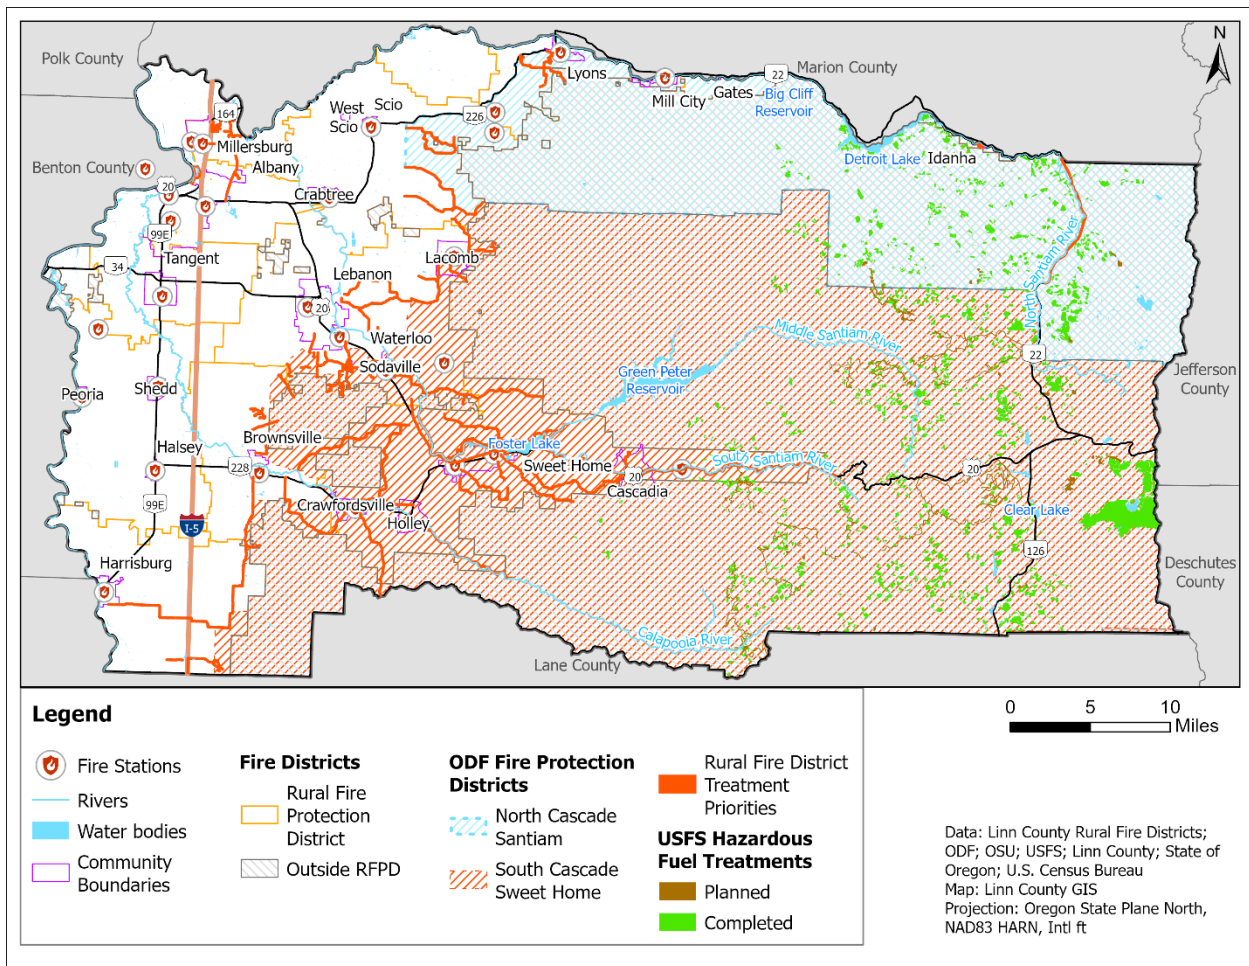 N
Polk County
Marion County
Lyons
22
Mill City
Gates
Big Cliff
Reservoir
West
Scio
Scio
226
164
Millersburg
Albany
Detroit Lake
Idanha
Benton County
20
Crabtree
99E
Tangent
34
Lebanon
Lacomb
North Santiam River
20
Waterloo
Middle Santiam River
Sodaville
Green Peter
Reservoir
22
Jefferson
County
Peoria
Shedd
Halsey
Brownsville
Foster Lake
228
Sweet Home
South Santiam River
20
20
Cascadia
99E
Crawfordsville
Holley
Clear Lake
I-5
126
Harrisburg
Deschutes
County
Calapooia River
Lane County
Legend
Fire Stations
Rivers
Water bodies
Community
Boundaries
Fire Districts
Rural Fire
Protection
District
Outside RFPD
ODF Fire Protection
Districts
North Cascade
Santiam
South Cascade
Sweet Home
Rural Fire District
Treatment
Priorities
USFS Hazardous
Fuel Treatments
Planned
Completed
0 5 10
Miles
Data: Linn County Rural Fire Districts;
ODF; OSU; USFS; Linn County; State of
Oregon; U.S. Census Bureau
Map: Linn County GIS
Projection: Oregon State Plane North,
NAD83 HARN, Intl ft